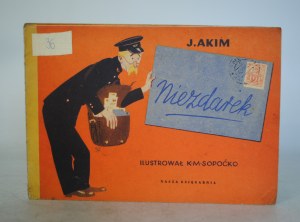 36
J. AKIM
Niezdarek
ILUSTROWAŁ K.M. SOPOĆKO
NASZA KSIĘGARNIA